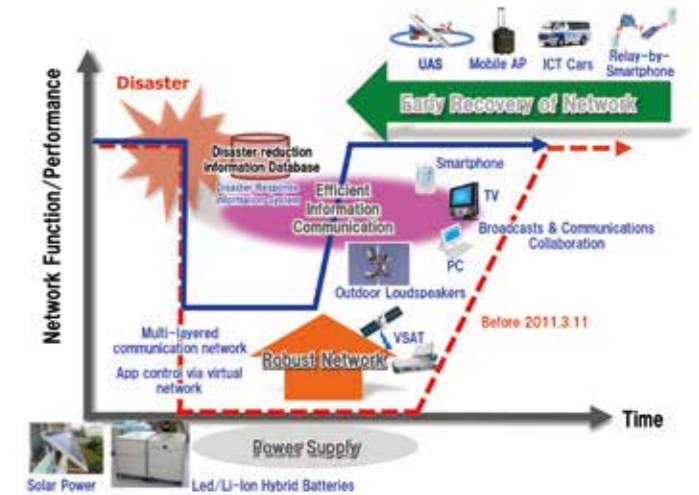 UAS
Mobile AP
ICT Cars
Relay-by-
Smartphone
Disaster
Early Recovery of Network
Network Function/Performance
Disaster reduction
Information Database
Disaster Response
Information System
Efficient
Information
Communication
Smartphone
TV
Broadcasts & Communications
Collaboration
PC
Outdoor Loudspeakers
Before 2011.3.11
Multi-layered
communication network
App control via virtual
network
VSAT
Robust Network
Time
Power Supply
Solar Power
Led/Li-Ion Hybrid Batteries